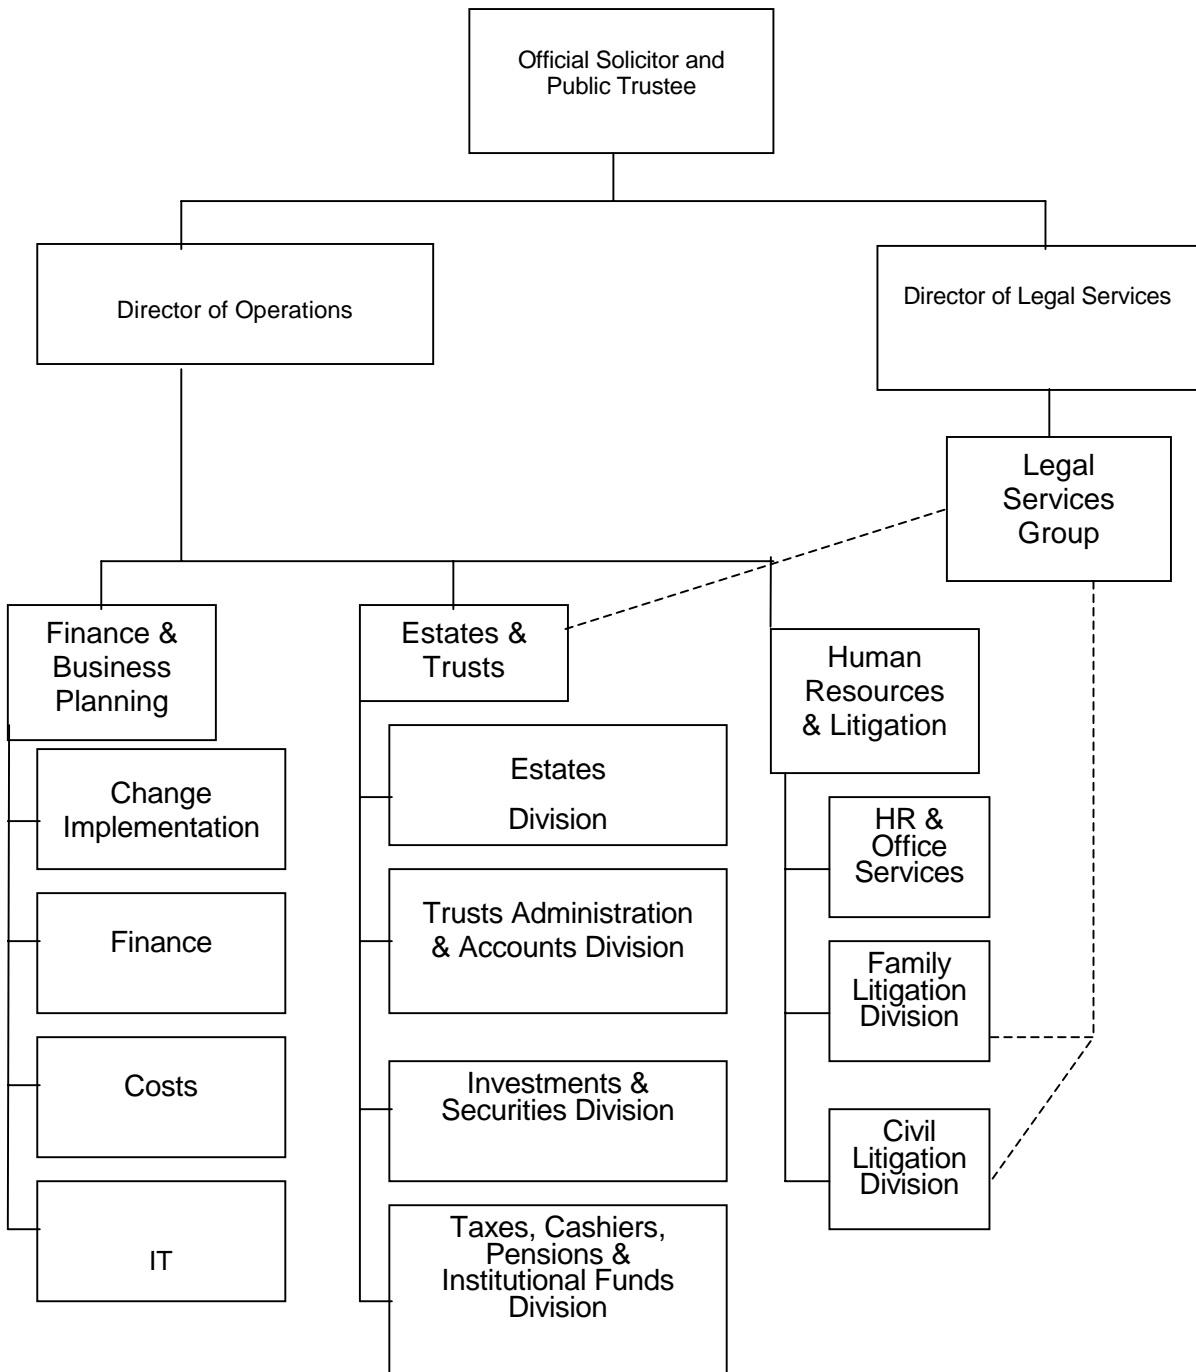 Official Solicitor and
Public Trustee
Director of Operations
Director of Legal Services
Legal
Services
Group
Finance &
Business
Planning
Estates &
Trusts
Human
Resources
& Litigation
Change
Implementation
Finance
Costs
IT
Estates
Division
Trusts Administration
& Accounts Division
Investments &
Securities Division
Taxes, Cashiers,
Pensions &
Institutional Funds
Division
HR &
Office
Services
Family
Litigation
Division
Civil
Litigation
Division